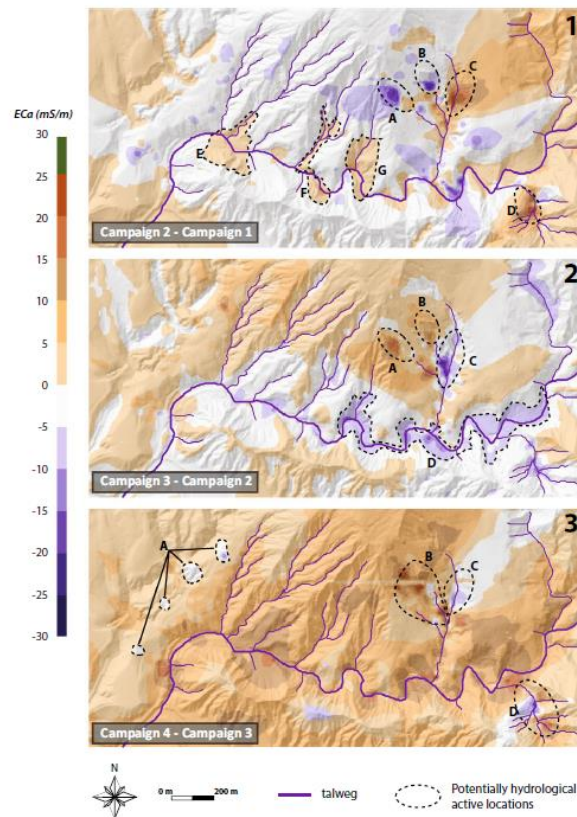 1
B
C
A
E
G
F
D
Campaign 2 - Campaign 1
ECa (mS/m)
30
25
20
15
10
5
0
-5
-10
-15
-20
-25
-30
2
B
A
C
D
Campaign 3 - Campaign 2
3
A
B
C
D
Campaign 4 - Campaign 3
N
0 m 200 m
talweg
Potentially hydrological
active locations